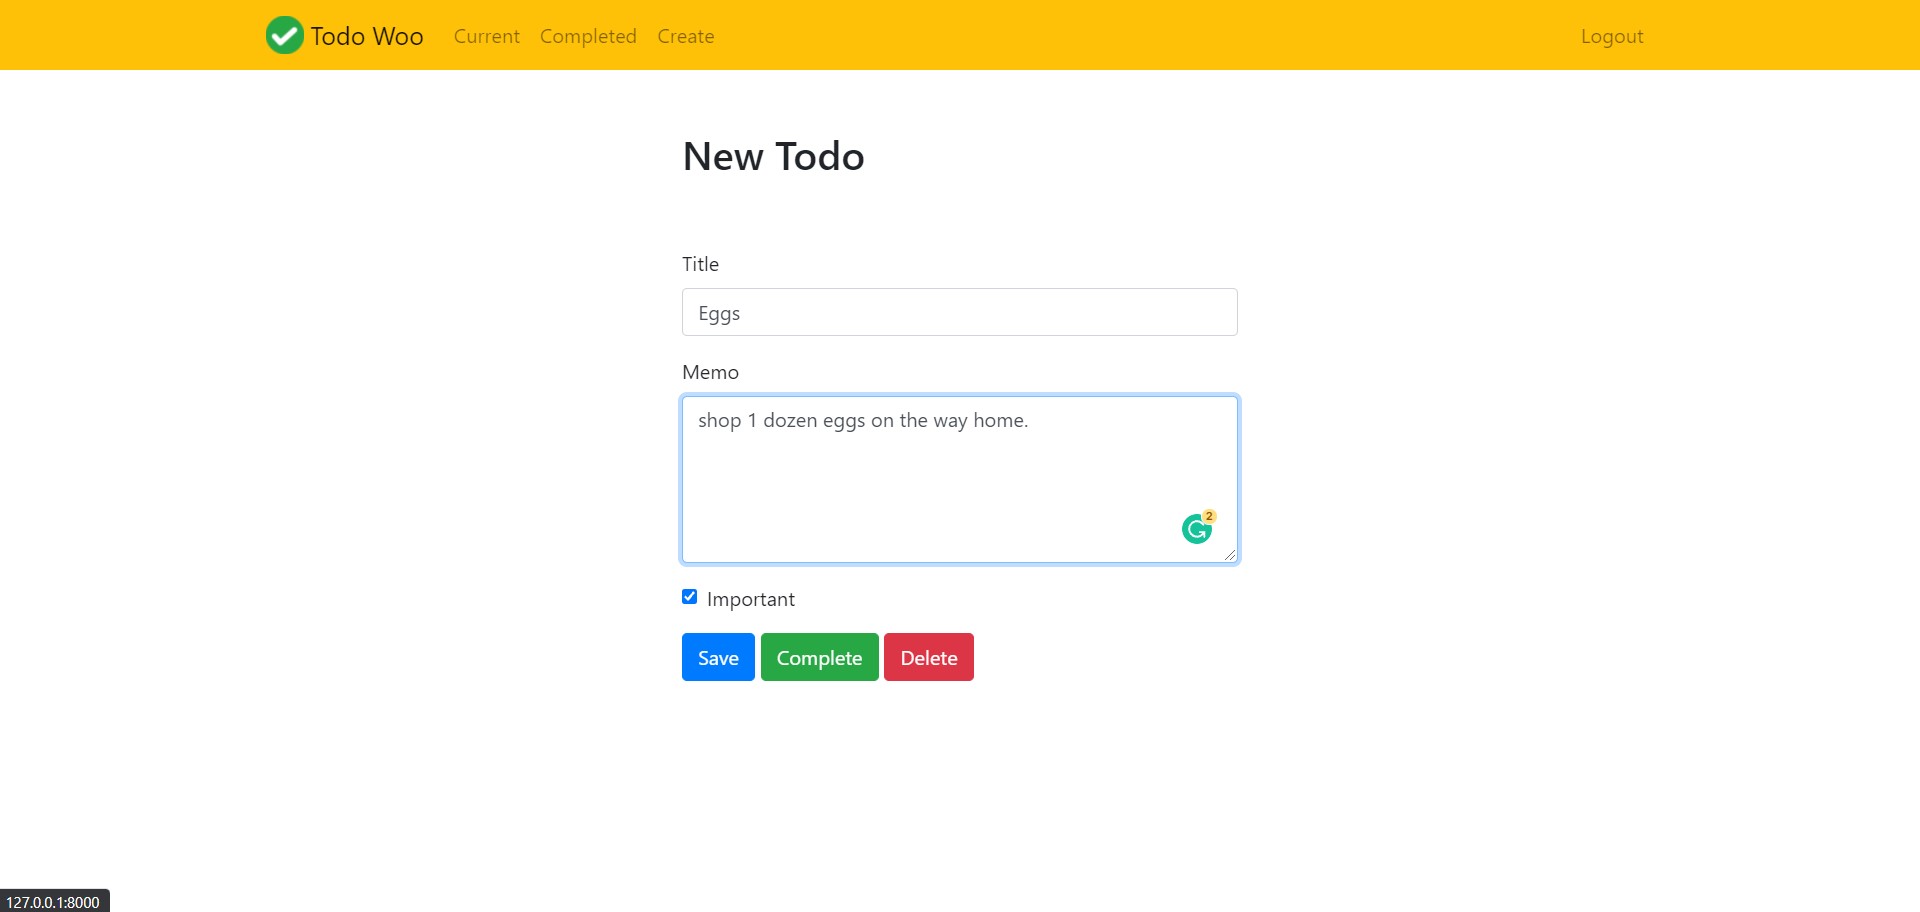 Todo Woo Current Completed Create Logout
New Todo
Title
Eggs
Memo
shop 1 dozen eggs on the way home.
2
Important
Save Complete Delete
127.0.0.1:8000